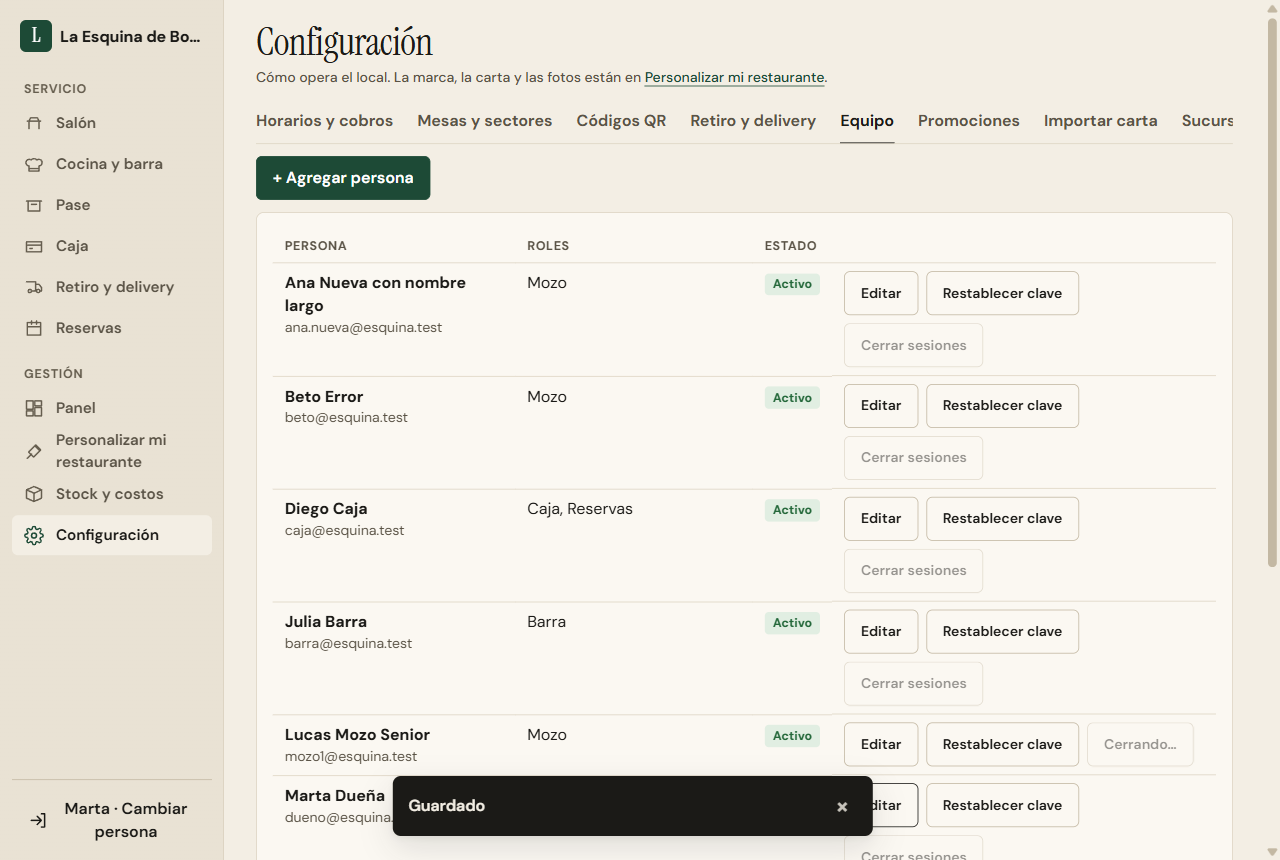 L La Esquina de Bo...
SERVICIO
Salón
Cocina y barra
Pase
Caja
Retiro y delivery
Reservas
GESTIÓN
Panel
Personalizar mi
restaurante
Stock y costos
Configuración
Marta · Cambiar
persona
Configuración
Cómo opera el local. La marca, la carta y las fotos están en Personalizar mi restaurante.
Horarios y cobros Mesas y sectores Códigos QR Retiro y delivery Equipo Promociones Importar carta Sucurs
+ Agregar persona
PERSONA ROLES ESTADO
Ana Nueva con nombre Mozo Activo Editar Restablecer clave
largo
ana.nueva@esquina.test
Cerrar sesiones
Beto Error Mozo Activo Editar Restablecer clave
beto@esquina.test
Cerrar sesiones
Diego Caja Caja, Reservas Activo Editar Restablecer clave
caja@esquina.test
Cerrar sesiones
Julia Barra Barra Activo Editar Restablecer clave
barra@esquina.test
Cerrar sesiones
Lucas Mozo Senior Mozo Activo Editar Restablecer clave Cerrando...
mozo1@esquina.test
Marta Dueña ditar Restablecer clave
dueno@esquina.
Guardado ×
Cerrar sesiones